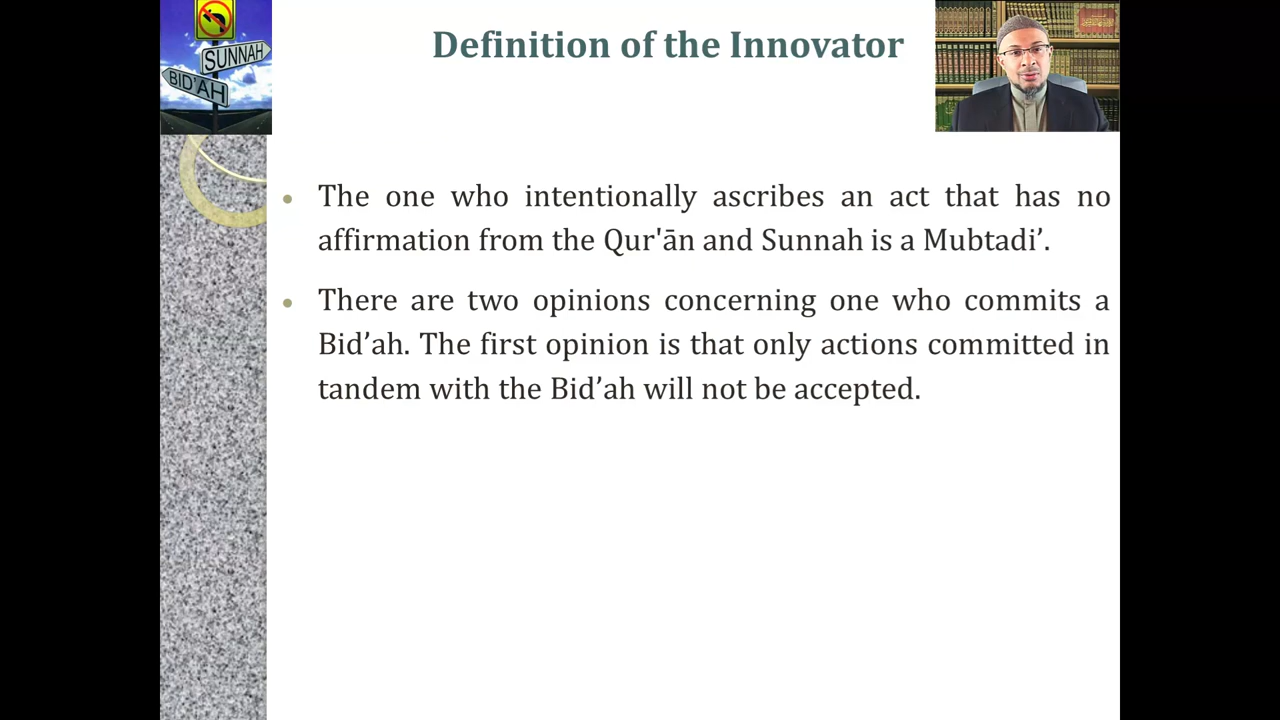 SUNNAH
BID'AH
Definition of the Innovator
The one who intentionally ascribes an act that has no
affirmation from the Qur'ān and Sunnah is a Mubtadi’.
There are two opinions concerning one who commits a
Bid’ah. The first opinion is that only actions committed in
tandem with the Bid’ah will not be accepted.